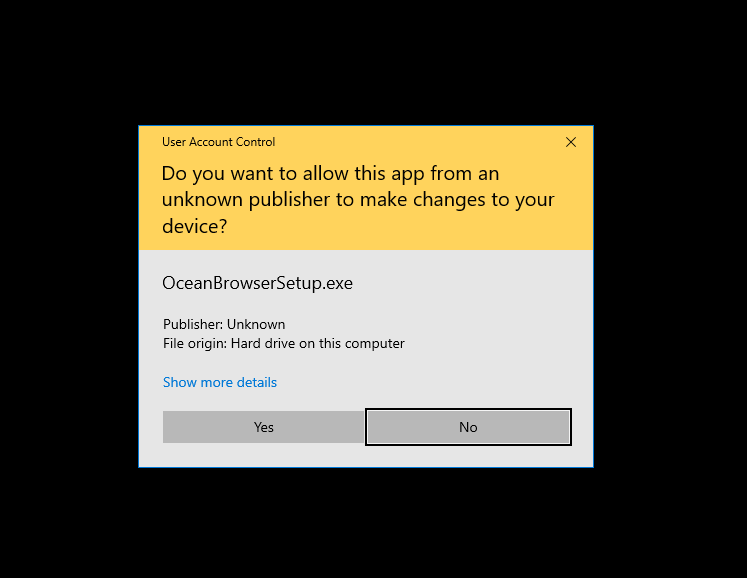 User Account Control
Do you want to allow this app from an
unknown publisher to make changes to your
device?
OceanBrowserSetup.exe
Publisher: Unknown
File origin: Hard drive on this computer
Show more details
Yes
No